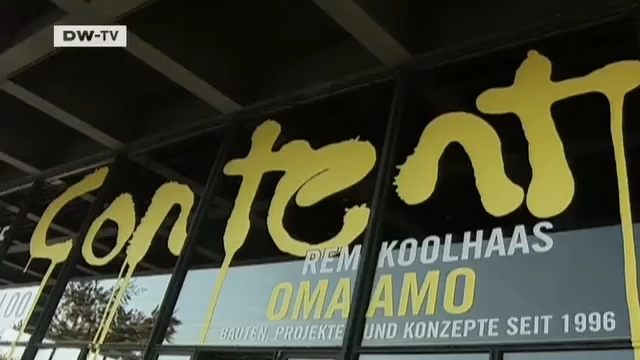 DW-TV
Content
REM KOOLHAAS
OMA AMO
BAUTEN, PROJEKTE UND KONZEPTE SEIT 1996